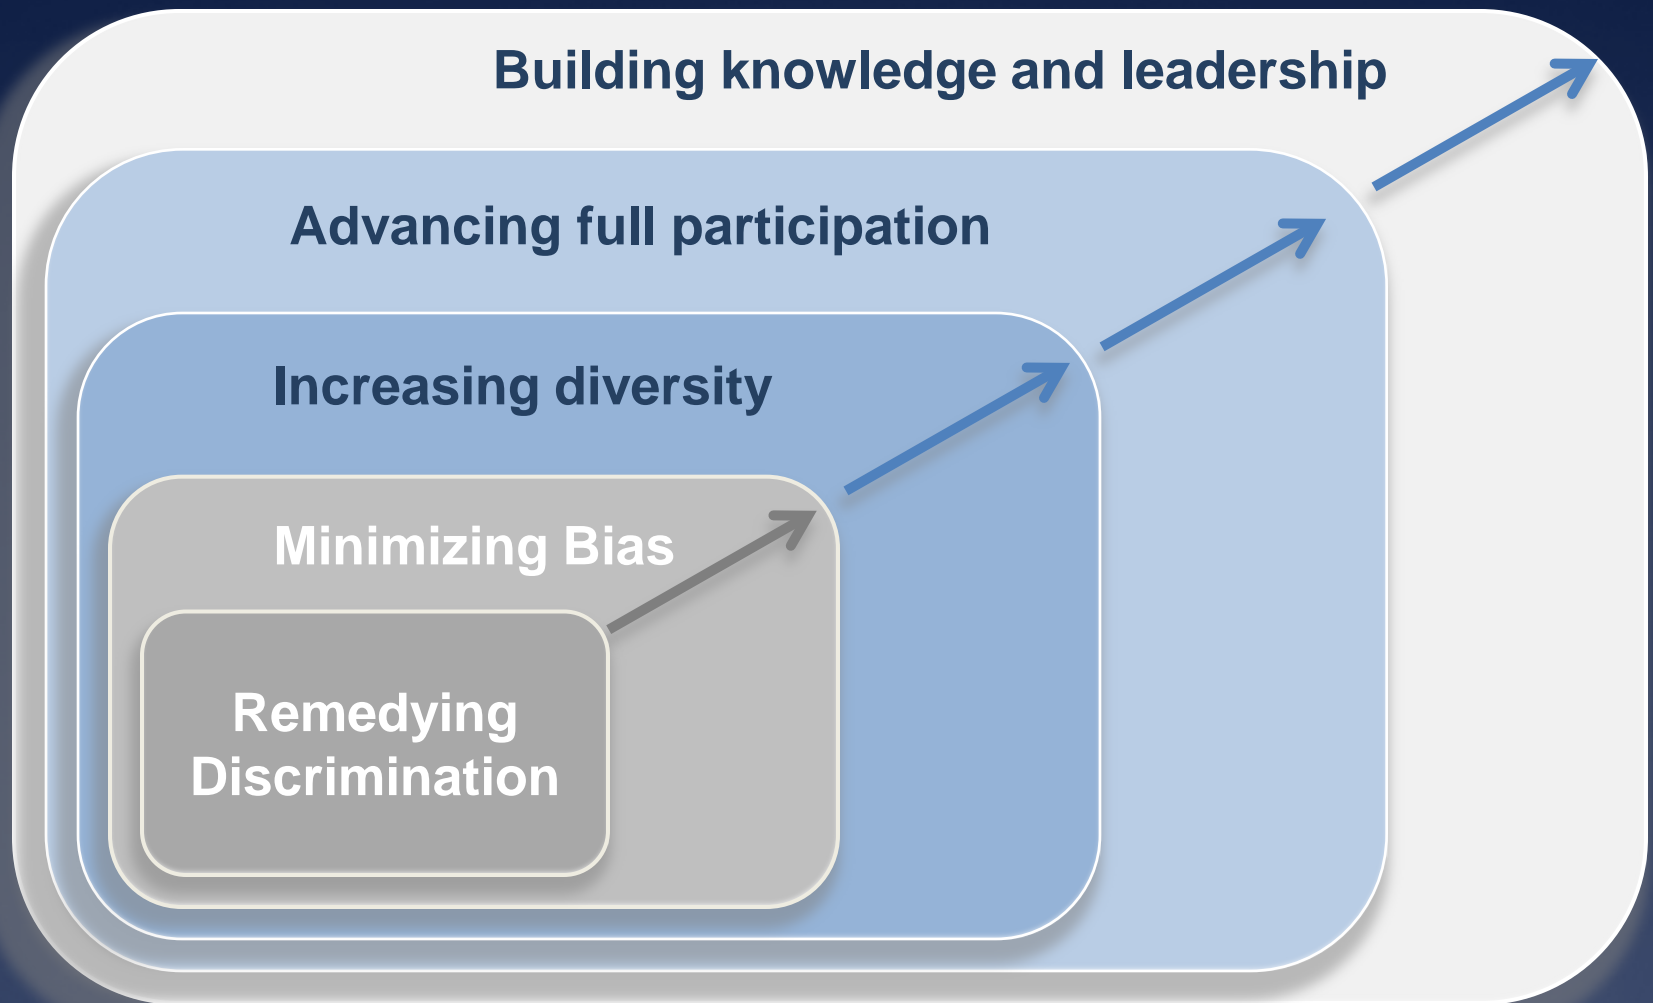 Building knowledge and leadership
Advancing full participation
Increasing diversity
Minimizing Bias
Remedying
Discrimination